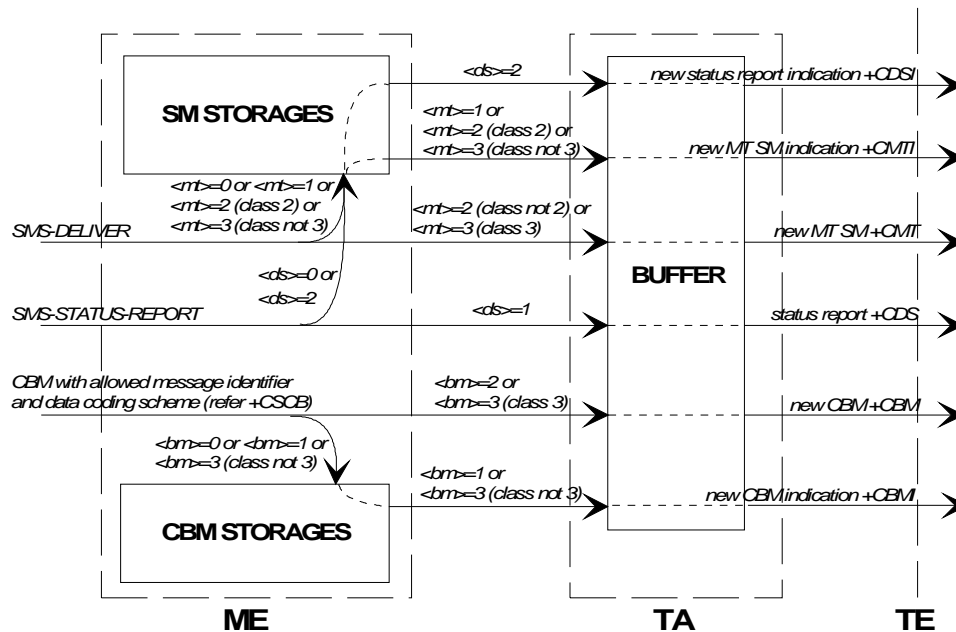 <ds>=2
new status report indication +CDSI
SM STORAGES
<mt>=1 or
<mt>=2 (class 2) or
<mt>=3 (class not 3)
new MT SM indication +CMTI
<mt>=0 or <mt>=1 or
<mt>=2 (class 2) or
<mt>=3 (class not 3)
<mt>=2 (class not 2) or
<mt>=3 (class 3)
SMS-DELIVER
new MT SM +CMT
BUFFER
<ds>=0 or
<ds>=2
SMS-STATUS-REPORT
<ds>=1
status report +CDS
CBM with allowed message identifier
and data coding scheme (refer +CSCB)
<bm>=2 or
<bm>=3 (class 3)
new CBM +CBM
<bm>=0 or <bm>=1 or
<bm>=3 (class not 3)
<bm>=1 or
<bm>=3 (class not 3)
new CBM indication +CBMI
CBM STORAGES
ME
TA
TE